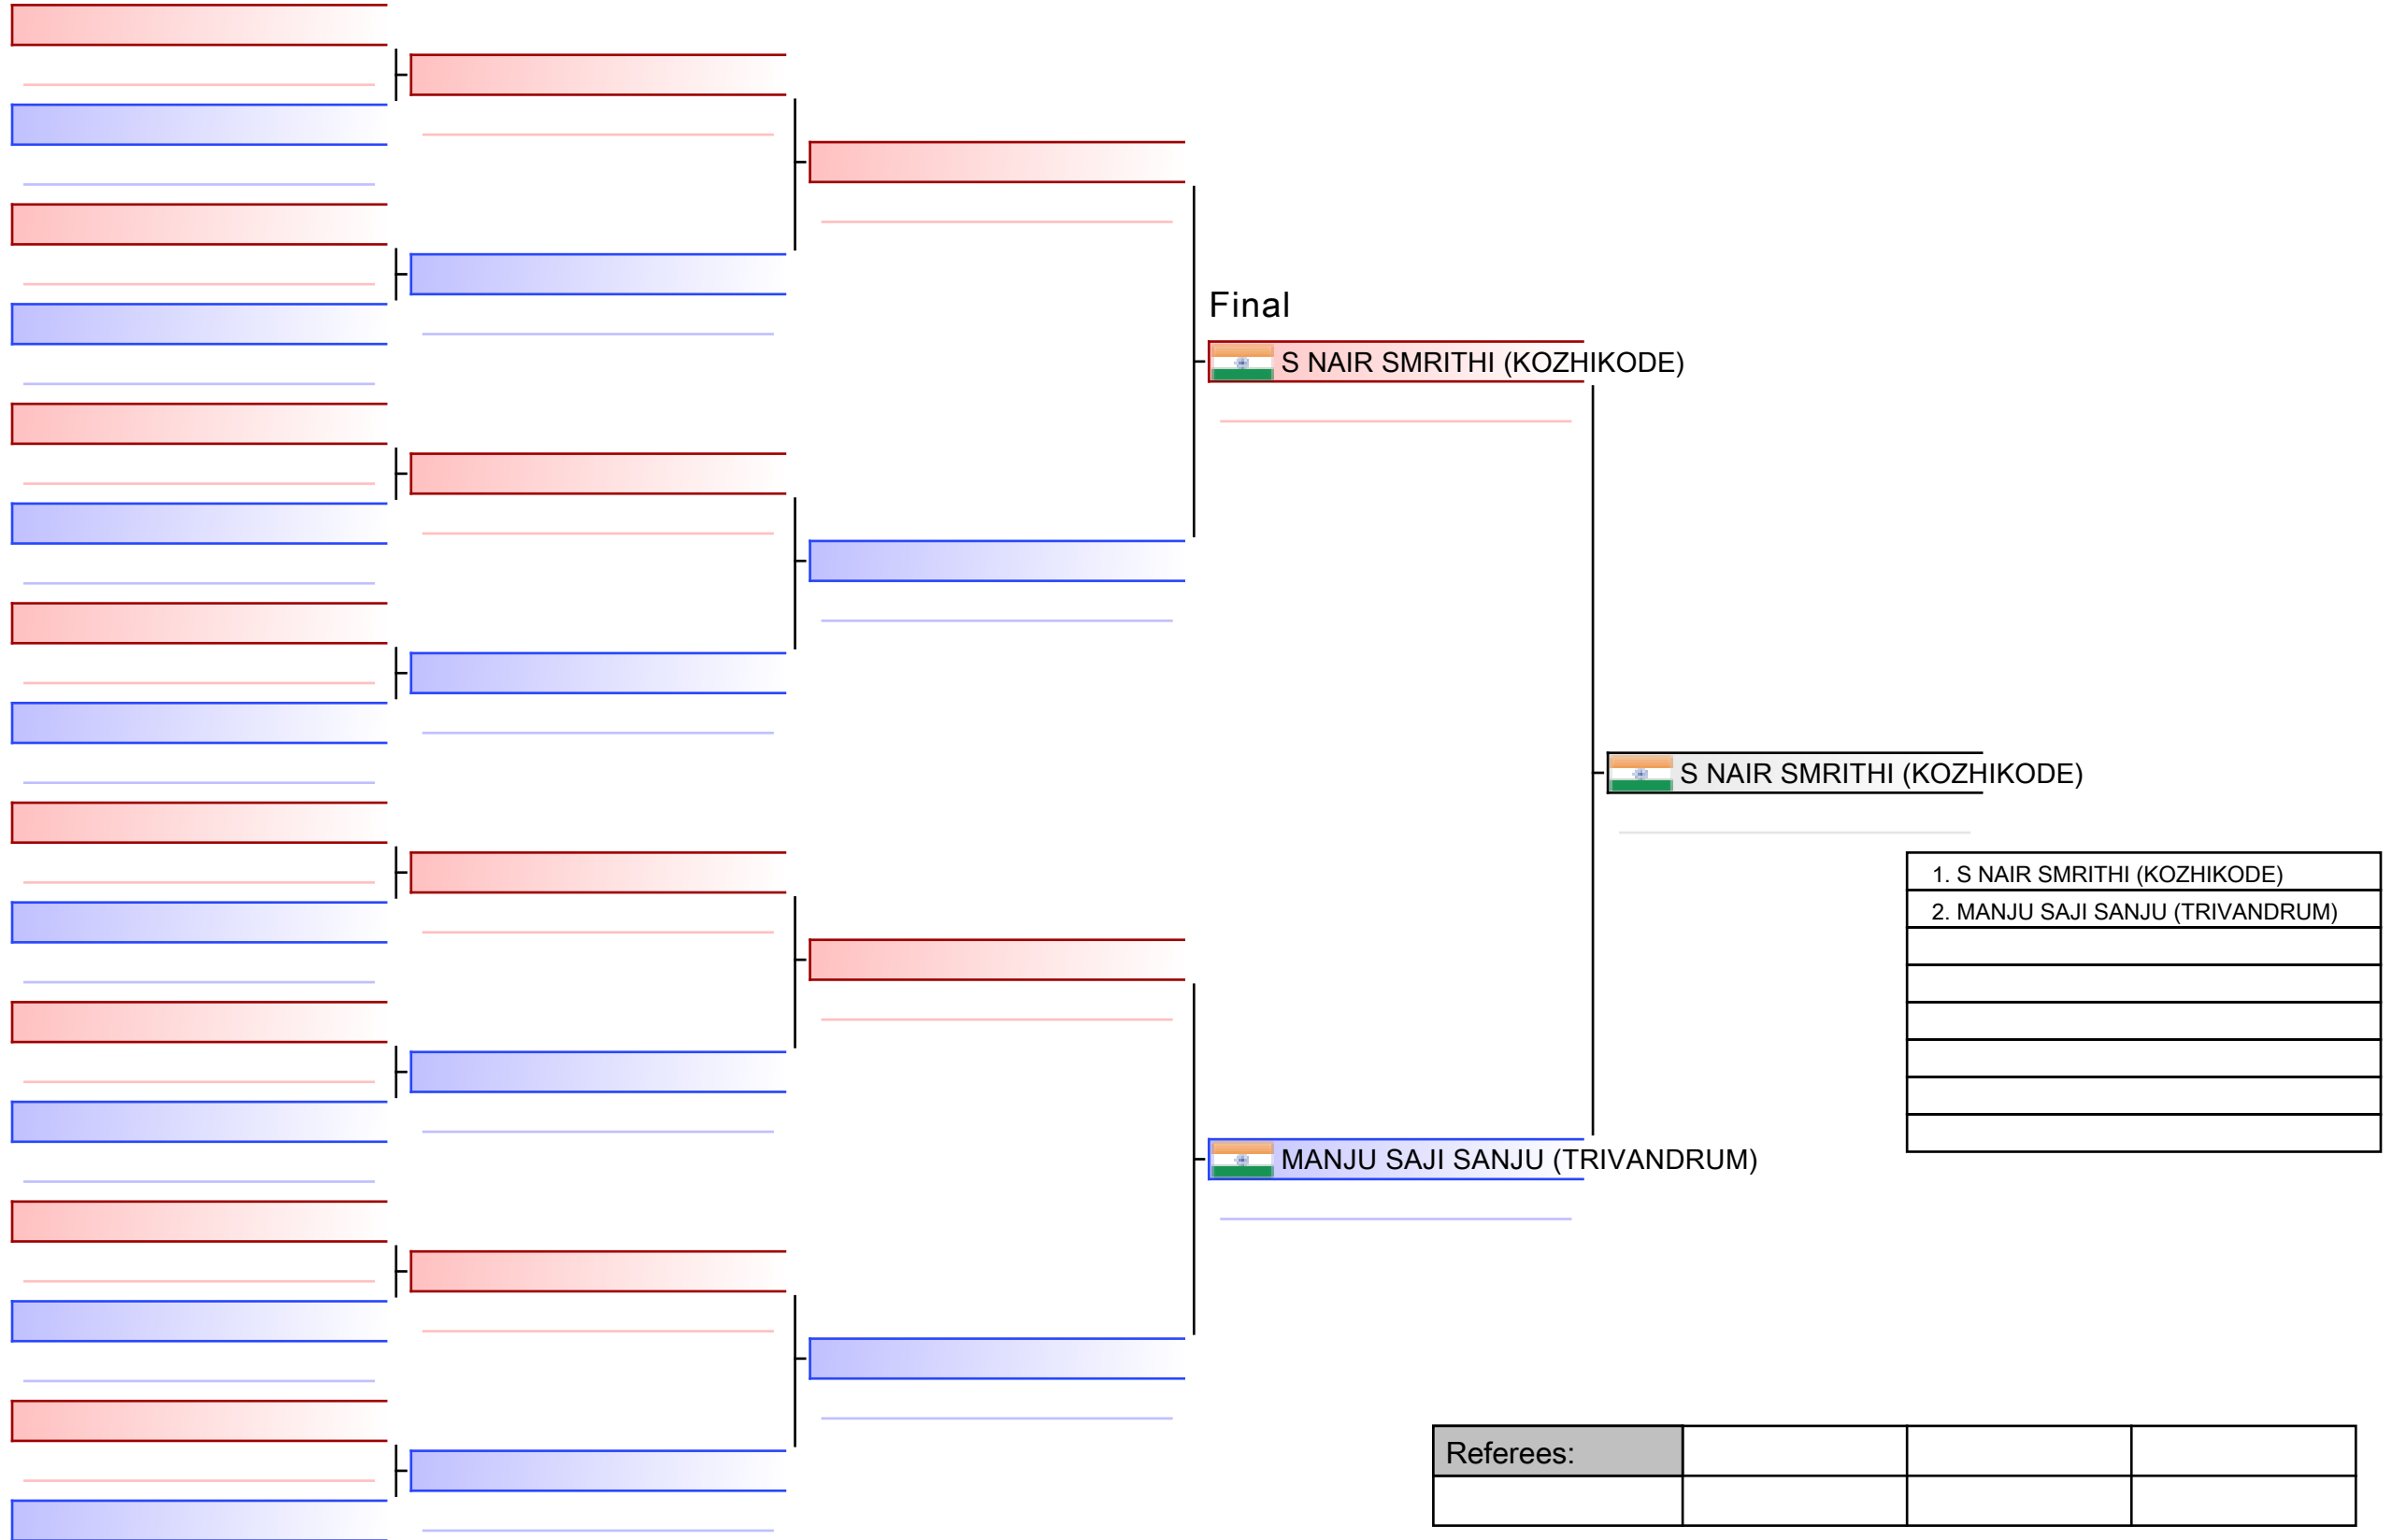 Final
S NAIR SMRITHI (KOZHIKODE)
S NAIR SMRITHI (KOZHIKODE)
1. S NAIR SMRITHI (KOZHIKODE)
2. MANJU SAJI SANJU (TRIVANDRUM)
MANJU SAJI SANJU (TRIVANDRUM)
Referees: